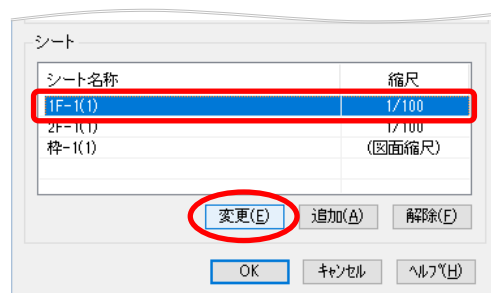 シート
シート名称 縮尺
1F-1(1) 1/100
2F-1(1) 1/100
枠-1(1) (図面縮尺)
変更(E) 追加(A) 解除(F)
OK キャンセル ヘルプ(H)